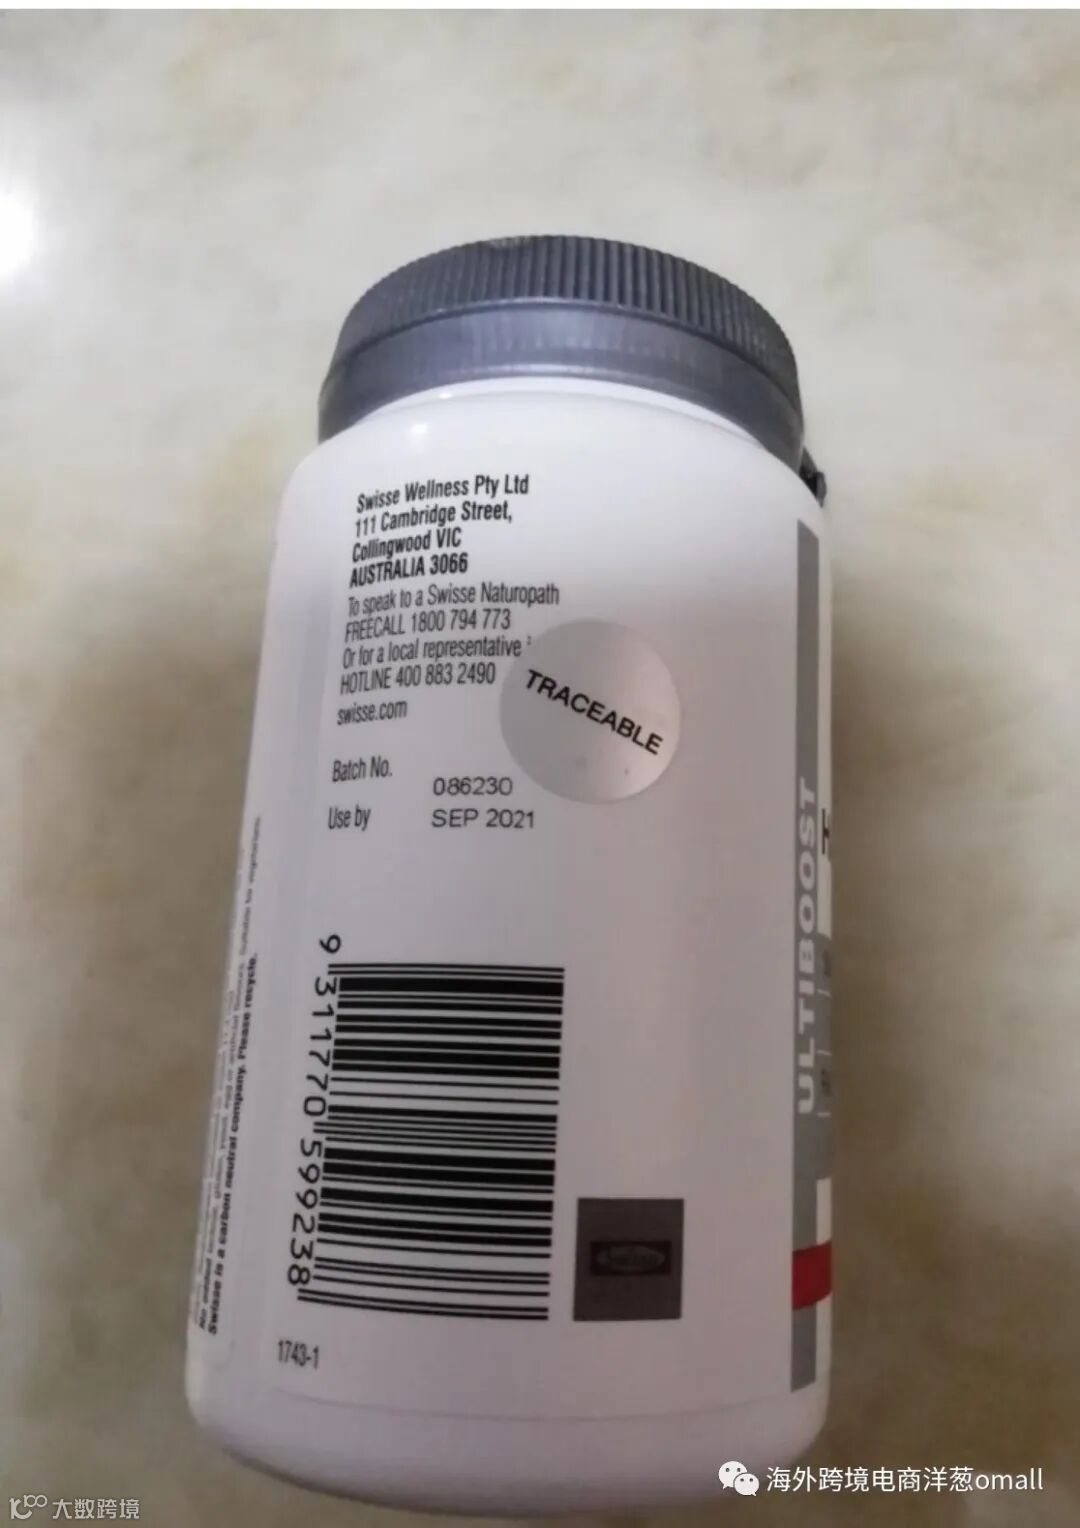 Swisse Wellness Pty Ltd
111 Cambridge Street,
Collingwood VIC
AUSTRALIA 3066
To speak to a Swisse Naturopath
FREECALL 1800 794 773
Or for a local representative
HOTLINE 400 883 2490
swisse.com
TRACEABLE
Batch No. 086230
Use by SEP 2021
9 311770 599238
1743-1
ULTIBOOST
H
Suitable for vegetarians.
Swisse is a carbon neutral company. Please recycle.
海外跨境电商洋葱omall
大数跨境